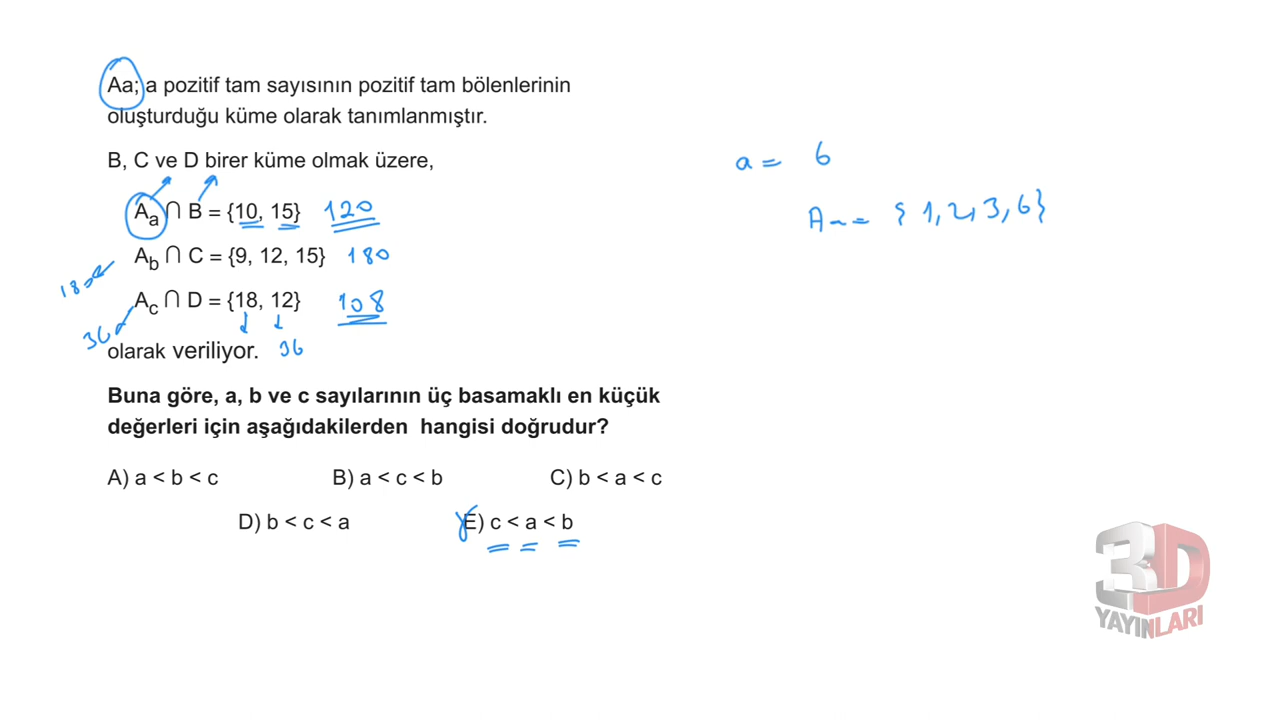 Aa; a pozitif tam sayısının pozitif tam bölenlerinin
oluşturduğu küme olarak tanımlanmıştır.
B, C ve D birer küme olmak üzere,
a = 6
Aa ∩ B = {10, 15} 120
A = { 1, 2, 3, 6}
Ab ∩ C = {9, 12, 15} 180
180
Ac ∩ D = {18, 12} 108
36
olarak veriliyor. 36
Buna göre, a, b ve c sayılarının üç basamaklı en küçük
değerleri için aşağıdakilerden hangisi doğrudur?
A) a < b < c B) a < c < b C) b < a < c
D) b < c < a E) c < a < b
3D
YAYINLARI